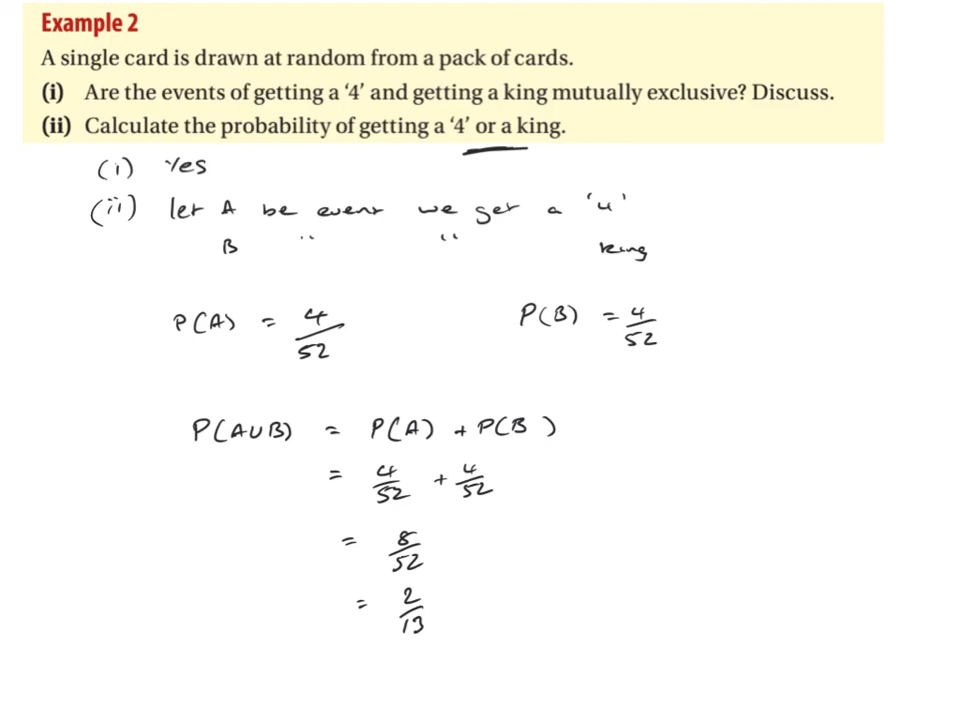 Example 2
A single card is drawn at random from a pack of cards.
(i) Are the events of getting a ‘4’ and getting a king mutually exclusive? Discuss.
(ii) Calculate the probability of getting a ‘4’ or a king.
(i) Yes
(ii) let A be event we get a '4'
B " " king
P(A) = 4/52 P(B) = 4/52
P(A∪B) = P(A) + P(B)
= 4/52 + 4/52
= 8/52
= 2/13